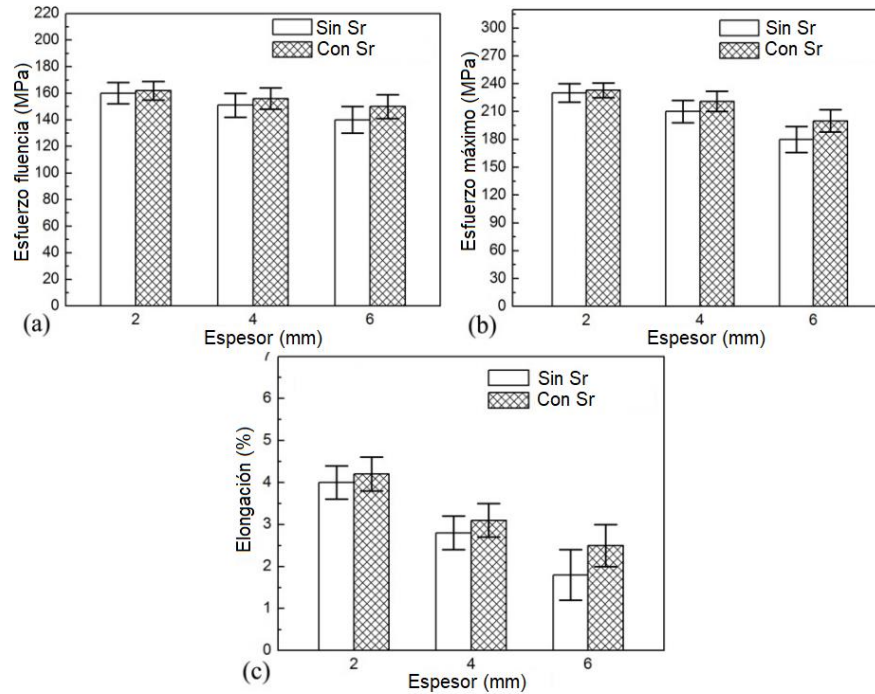 220
200
180
160
140
120
100
80
60
40
20
0
Esfuerzo fluencia (MPa)
Sin Sr
Con Sr
2 4 6
Espesor (mm)
(a)
300
270
240
210
180
150
120
90
60
30
0
Esfuerzo máximo (MPa)
Sin Sr
Con Sr
2 4 6
Espesor (mm)
(b)
7
6
5
4
3
2
1
0
Elongación (%)
Sin Sr
Con Sr
2 4 6
Espesor (mm)
(c)